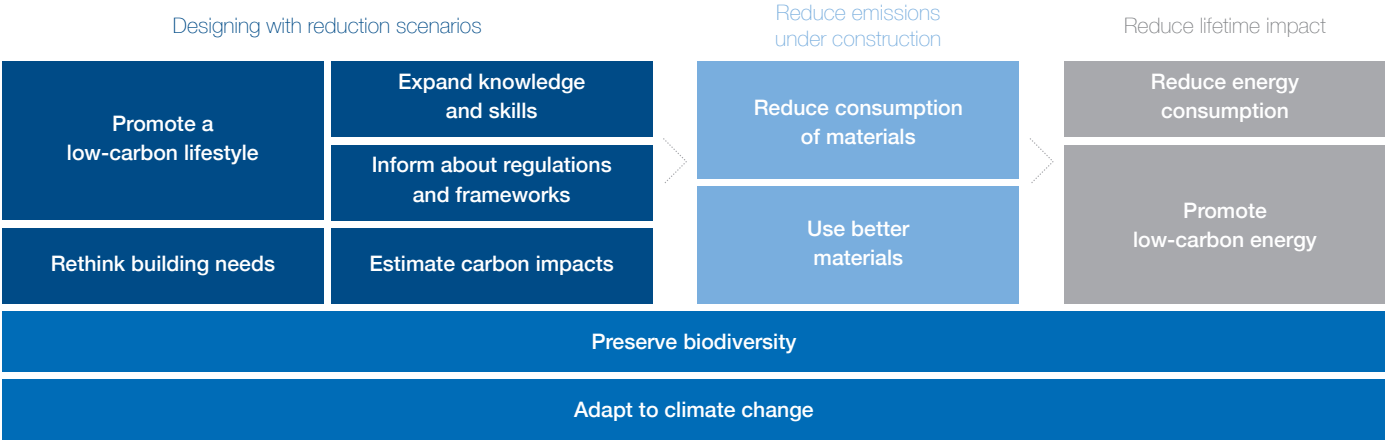 Designing with reduction scenarios
Reduce emissions
under construction
Reduce lifetime impact
Promote a
low-carbon lifestyle
Rethink building needs
Expand knowledge
and skills
Inform about regulations
and frameworks
Estimate carbon impacts
Reduce consumption
of materials
Use better
materials
Reduce energy
consumption
Promote
low-carbon energy
Preserve biodiversity
Adapt to climate change